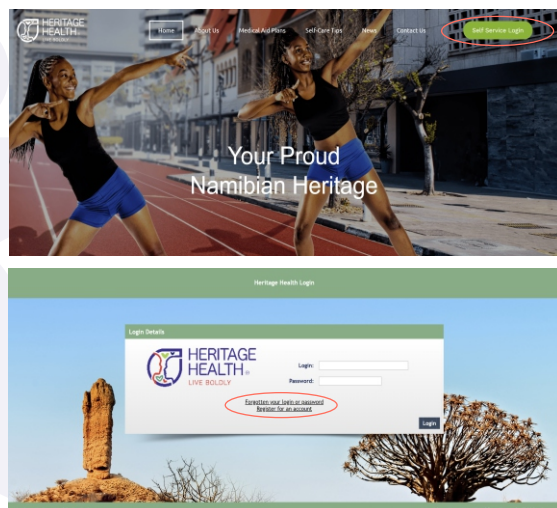 HERITAGE
HEALTH
LIVE BOLDLY
Home About Us Medical Aid Plans Self-Care Tips News Contact Us Self Service Login
Your Proud
Namibian Heritage
Heritage Health Login
Login Details
HERITAGE
HEALTH
LIVE BOLDLY
Login:
Password:
Forgotten your login or password
Register for an account
Login